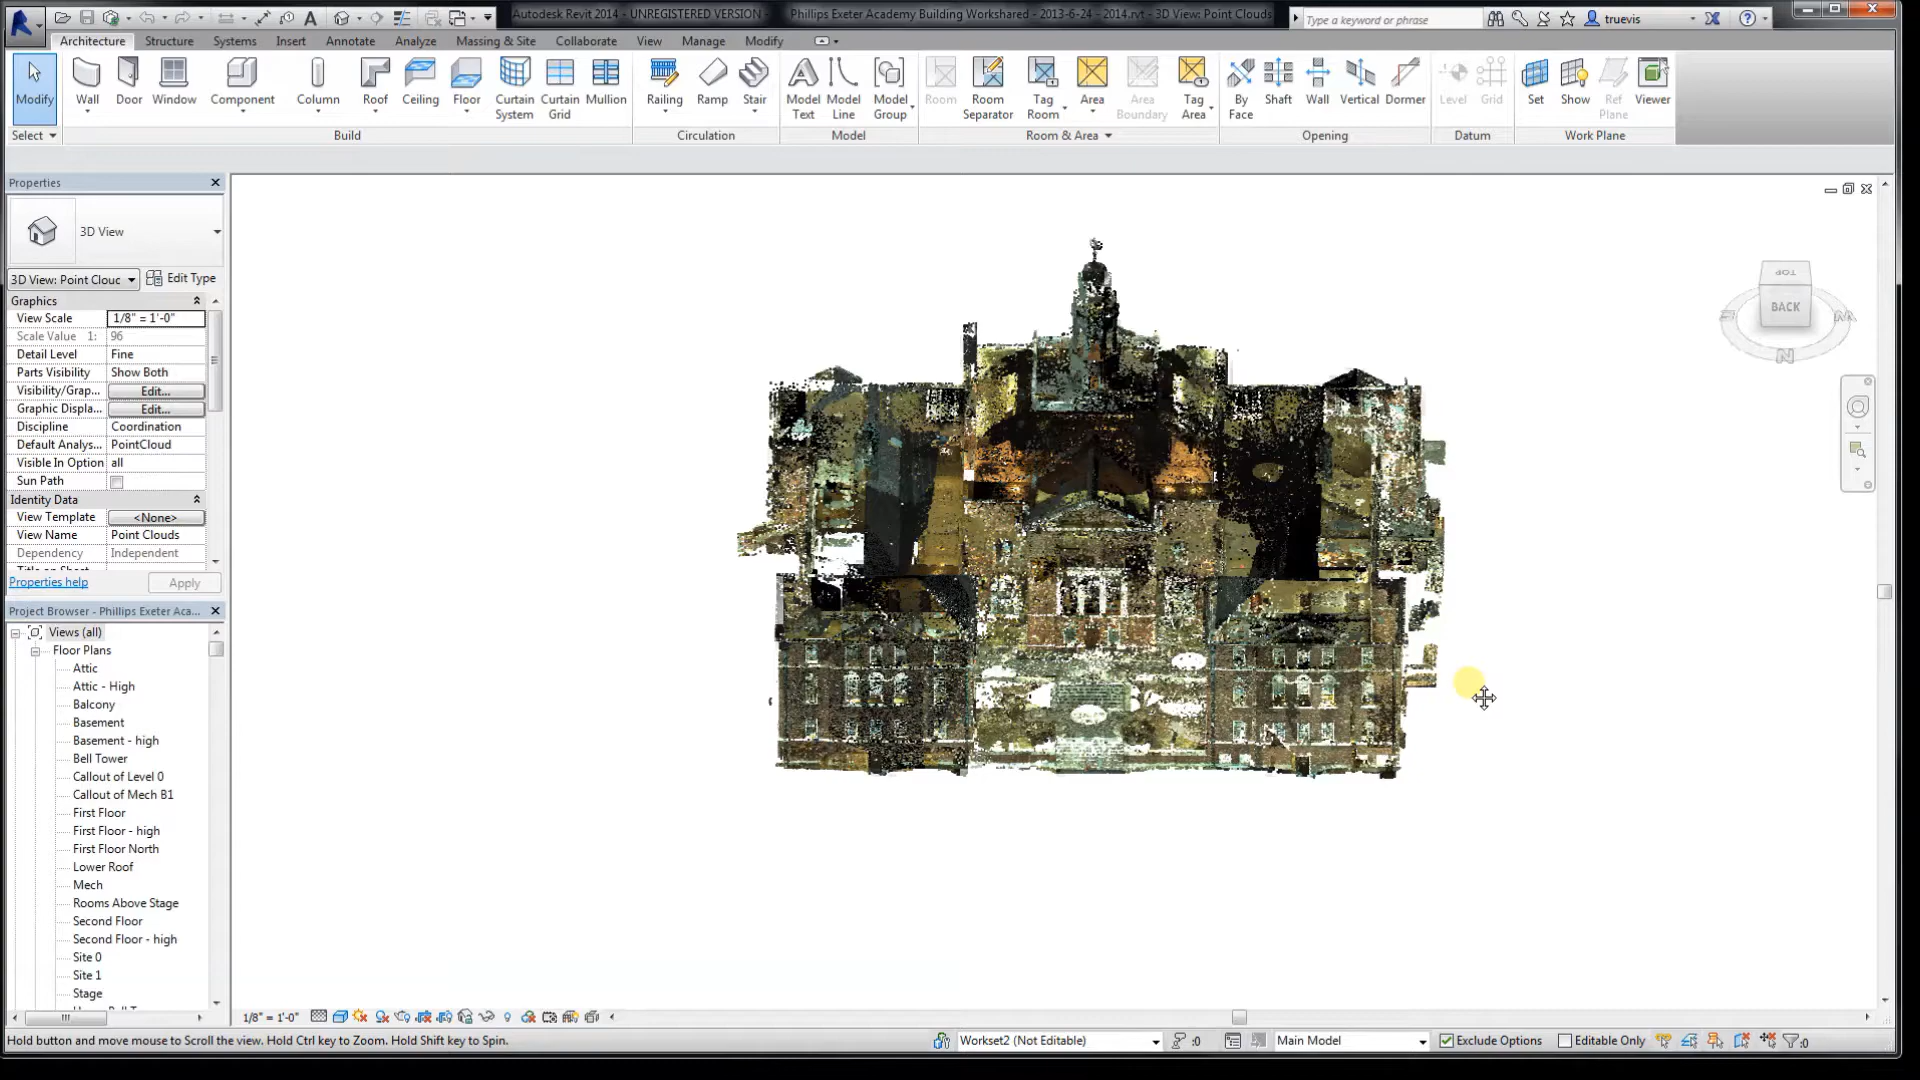 Autodesk Revit 2014 - UNREGISTERED VERSION - Phillips Exeter Academy Building Workshared - 2013-6-24 - 2014.rvt - 3D View: Point Clouds
Type a keyword or phrase
truevis
Architecture Structure Systems Insert Annotate Analyze Massing & Site Collaborate View Manage Modify
Modify Wall Door Window Component Column Roof Ceiling Floor Curtain System Curtain Grid Mullion Railing Ramp Stair Model Text Model Line Model Group Room Room Separator Tag Room Area Area Boundary Tag Area By Face Shaft Wall Vertical Dormer Level Grid Set Show Ref Plane Viewer
Select Build Circulation Model Room & Area Opening Datum Work Plane
Properties
3D View
3D View: Point Clouc Edit Type
Graphics
View Scale 1/8" = 1'-0"
Scale Value 1: 96
Detail Level Fine
Parts Visibility Show Both
Visibility/Grap... Edit...
Graphic Displa... Edit...
Discipline Coordination
Default Analys... PointCloud
Visible In Option all
Sun Path
Identity Data
View Template <None>
View Name Point Clouds
Dependency Independent
Properties help Apply
Project Browser - Phillips Exeter Aca...
Views (all)
Floor Plans
Attic
Attic - High
Balcony
Basement
Basement - high
Bell Tower
Callout of Level 0
Callout of Mech B1
First Floor
First Floor - high
First Floor North
Lower Roof
Mech
Rooms Above Stage
Second Floor
Second Floor - high
Site 0
Site 1
Stage
TOP
BACK
N
1/8" = 1'-0"
Hold button and move mouse to Scroll the view. Hold Ctrl key to Zoom. Hold Shift key to Spin.
Workset2 (Not Editable) :0 Main Model Exclude Options Editable Only :0